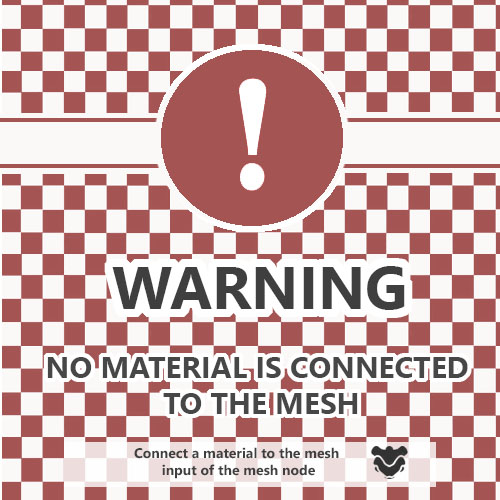 !
WARNING
NO MATERIAL IS CONNECTED
TO THE MESH
Connect a material to the mesh
input of the mesh node